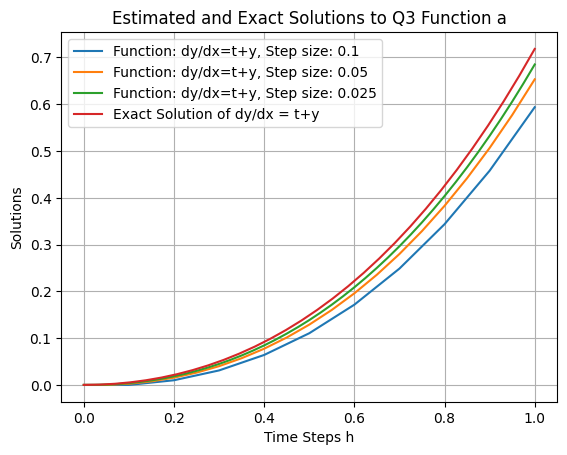 Estimated and Exact Solutions to Q3 Function a
Function: dy/dx=t+y, Step size: 0.1
Function: dy/dx=t+y, Step size: 0.05
Function: dy/dx=t+y, Step size: 0.025
Exact Solution of dy/dx = t+y
Solutions
0.7
0.6
0.5
0.4
0.3
0.2
0.1
0.0
0.0 0.2 0.4 0.6 0.8 1.0
Time Steps h